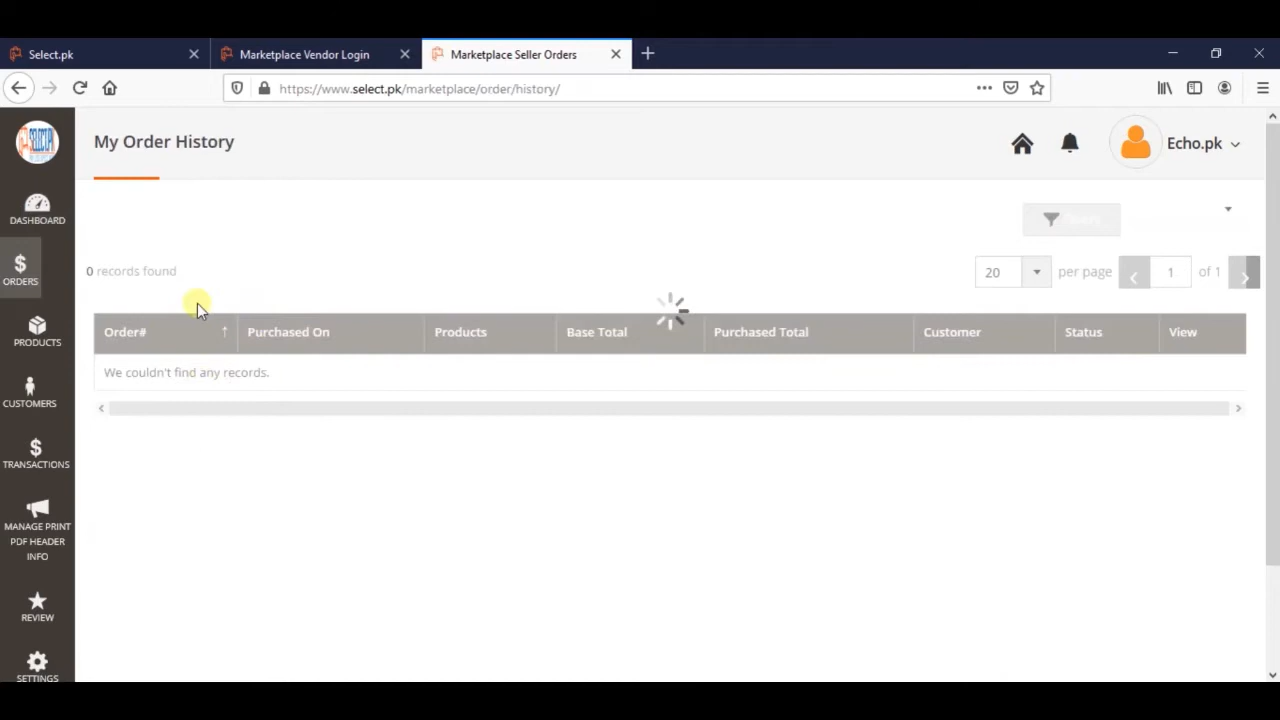 Select.pk
Marketplace Vendor Login
Marketplace Seller Orders
https://www.select.pk/marketplace/order/history/
My Order History
Echo.pk
DASHBOARD
ORDERS
PRODUCTS
CUSTOMERS
TRANSACTIONS
MANAGE PRINT
PDF HEADER
INFO
REVIEW
SETTINGS
0 records found
20 per page 1 of 1
Order# Purchased On Products Base Total Purchased Total Customer Status View
We couldn't find any records.